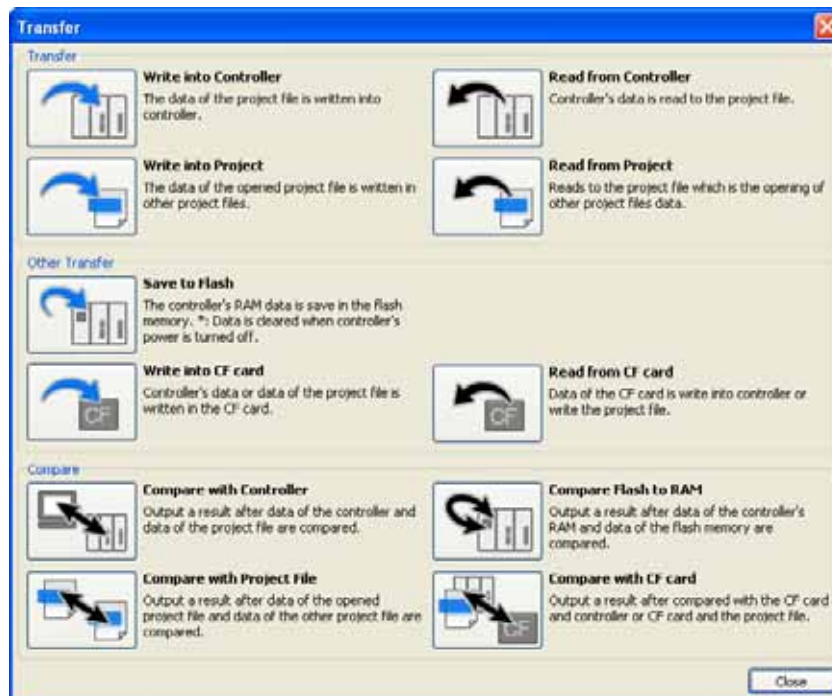 Transfer
Transfer
Write into Controller
The data of the project file is written into
controller.
Read from Controller
Controller's data is read to the project file.
Write into Project
The data of the opened project file is written in
other project files.
Read from Project
Reads to the project file which is the opening of
other project files data.
Other Transfer
Save to Flash
The controller's RAM data is save in the flash
memory. *: Data is cleared when controller's
power is turned off.
Write into CF card
Controller's data or data of the project file is
written in the CF card.
CF
Read from CF card
Data of the CF card is write into controller or
write the project file.
CF
Compare
Compare with Controller
Output a result after data of the controller and
data of the project file are compared.
Compare Flash to RAM
Output a result after data of the controller's
RAM and data of the flash memory are
compared.
Compare with Project File
Output a result after data of the opened
project file and data of the other project file are
compared.
Compare with CF card
Output a result after compared with the CF card
and controller or CF card and the project file.
CF
Close